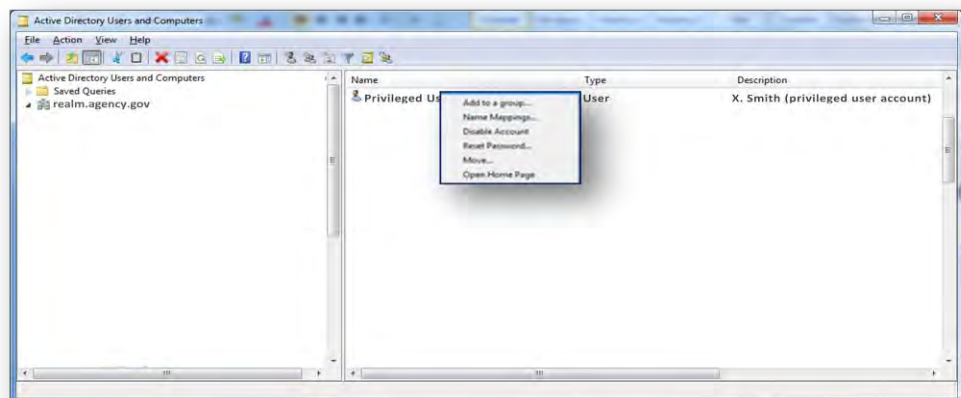 Active Directory Users and Computers
File Action View Help
Active Directory Users and Computers
Saved Queries
realm.agency.gov
Name Type Description
Privileged Us User X. Smith (privileged user account)
Add to a group...
Name Mappings...
Disable Account
Reset Password...
Move...
Open Home Page